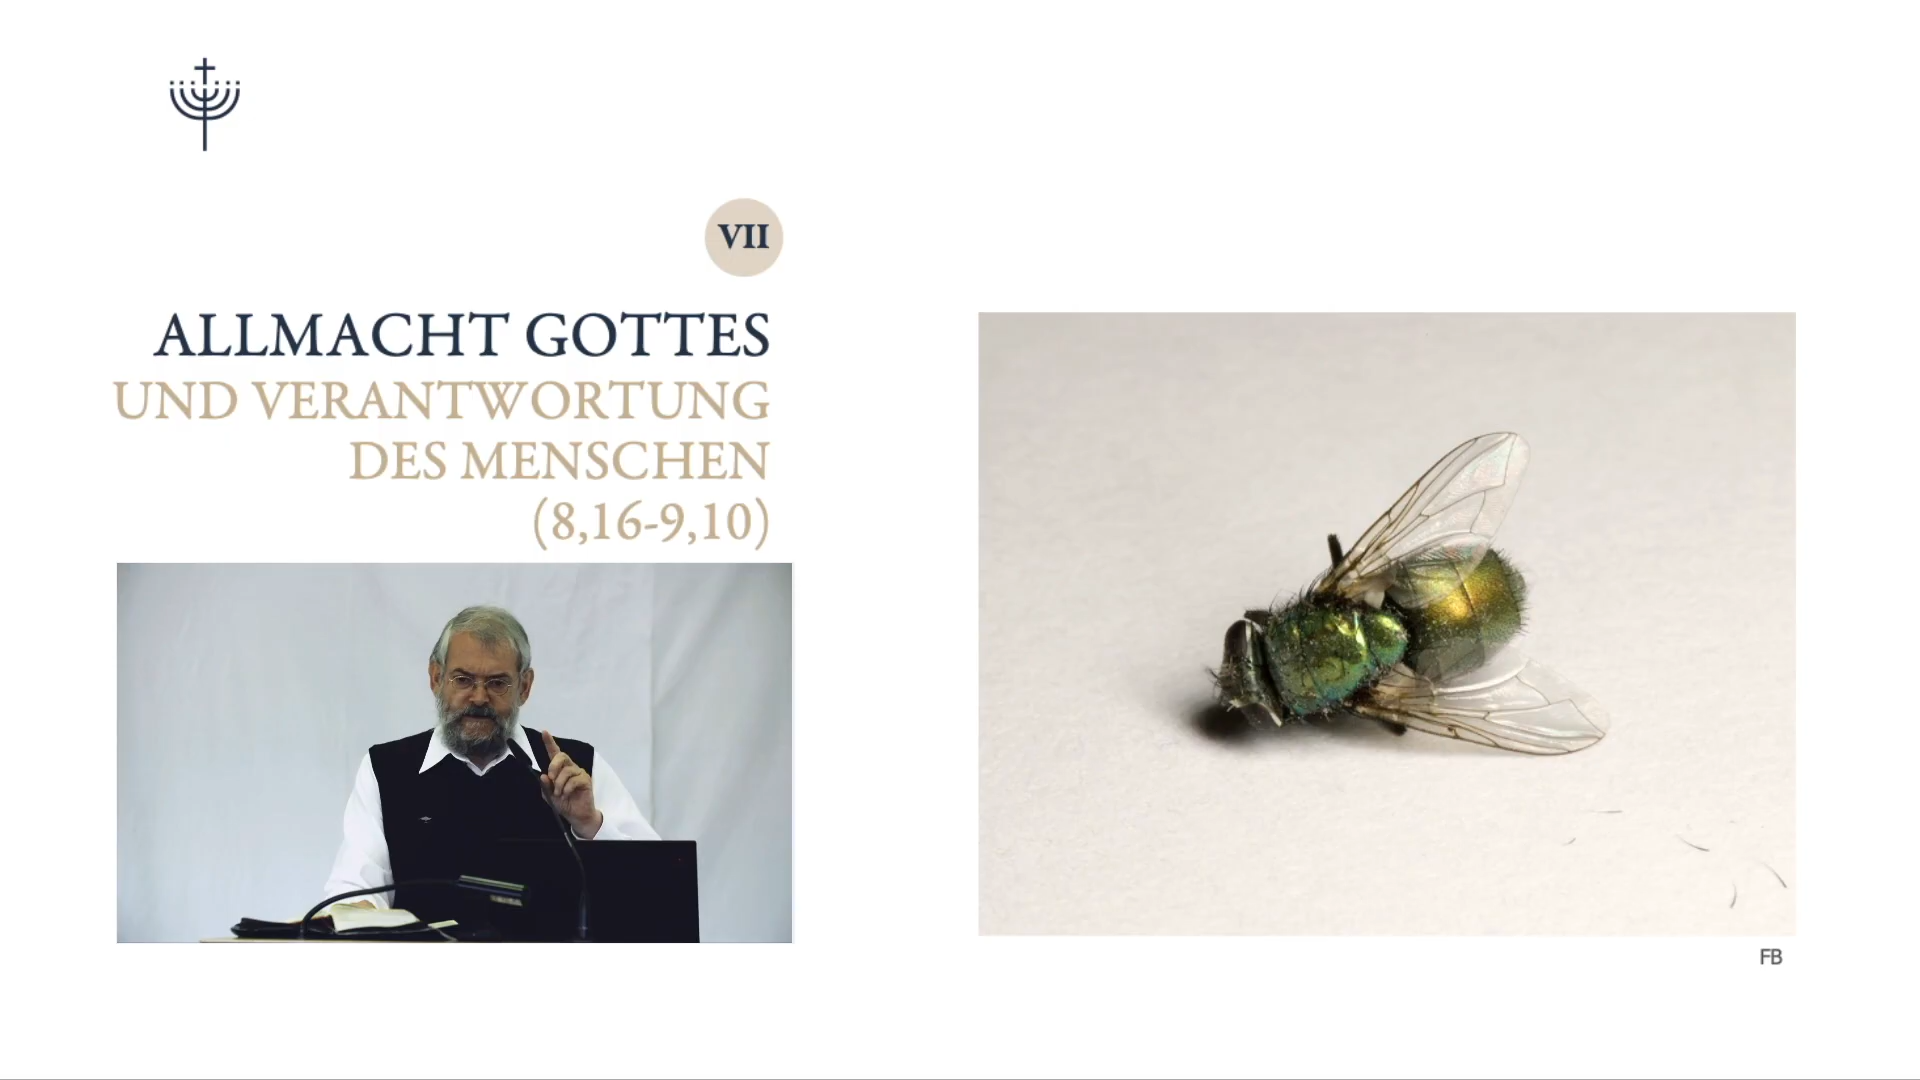 VII
ALLMACHT GOTTES
UND VERANTWORTUNG
DES MENSCHEN
(8,16-9,10)
FB